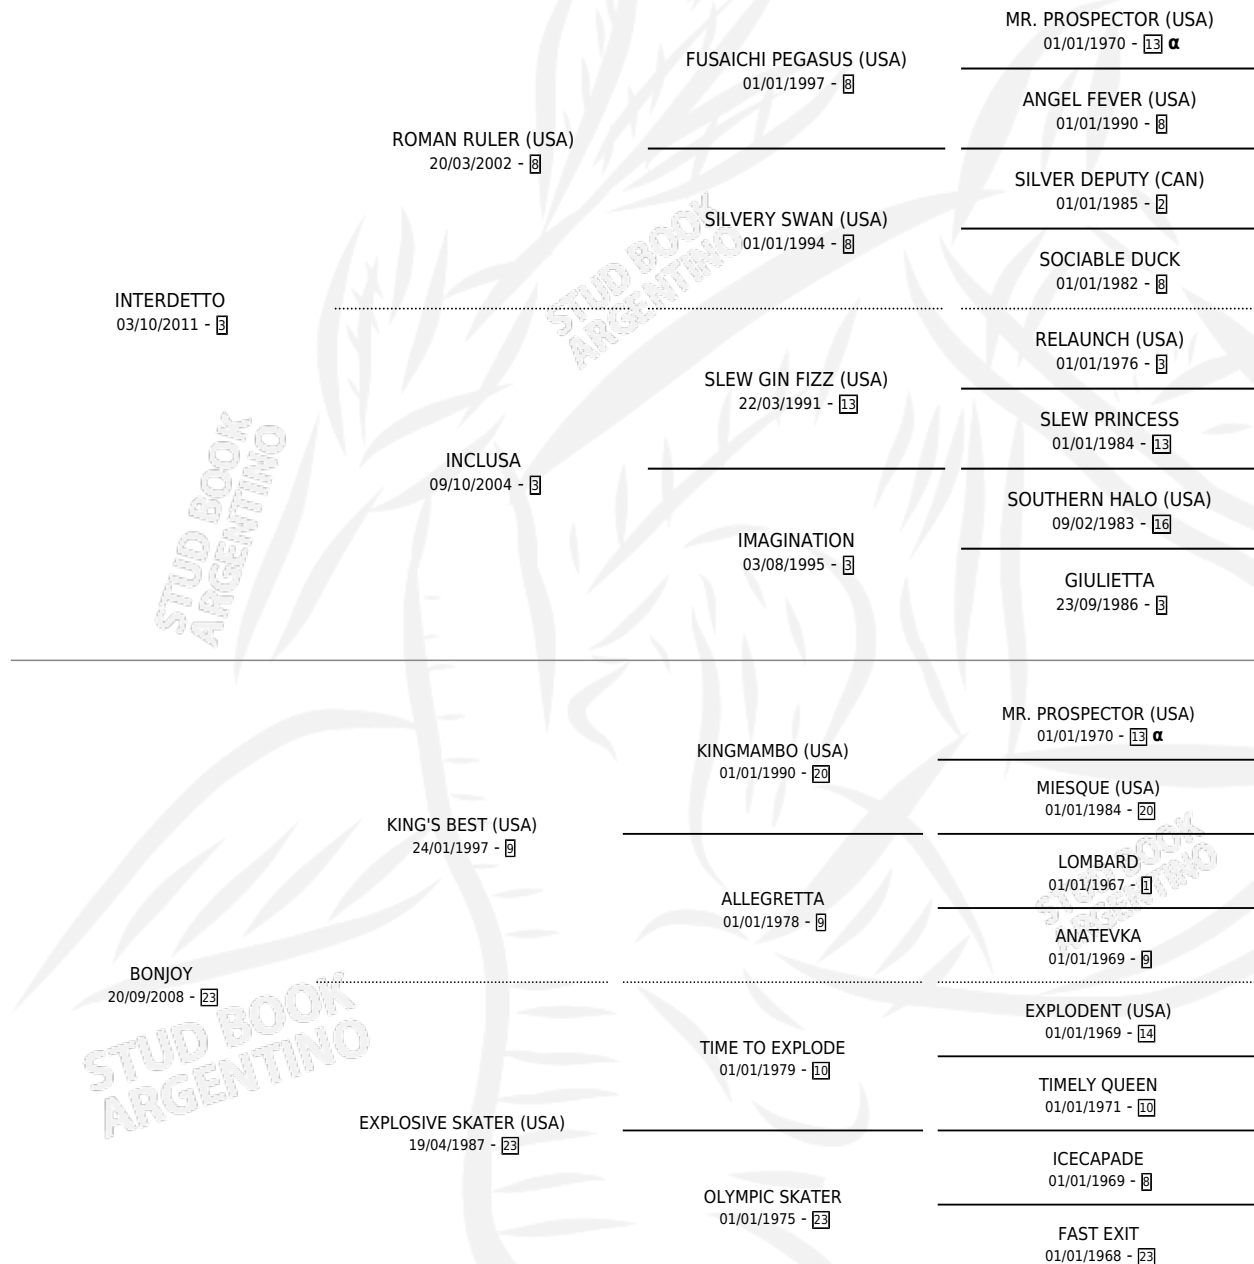 MR. PROSPECTOR (USA)
01/01/1970 - 13 α
FUSAICHI PEGASUS (USA)
01/01/1997 - 8
ANGEL FEVER (USA)
01/01/1990 - 8
ROMAN RULER (USA)
20/03/2002 - 8
SILVER DEPUTY (CAN)
01/01/1985 - 2
SILVERY SWAN (USA)
01/01/1994 - 8
SOCIABLE DUCK
01/01/1982 - 8
STUD BOOK
ARGENTINO
INTERDETTO
03/10/2011 - 3
RELAUNCH (USA)
01/01/1976 - 3
SLEW GIN FIZZ (USA)
22/03/1991 - 13
SLEW PRINCESS
01/01/1984 - 13
INCLUSA
09/10/2004 - 3
SOUTHERN HALO (USA)
09/02/1983 - 16
IMAGINATION
03/08/1995 - 3
GIULIETTA
23/09/1986 - 3
STUD BOOK
ARGENTINO
MR. PROSPECTOR (USA)
01/01/1970 - 13 α
KINGMAMBO (USA)
01/01/1990 - 20
MIESQUE (USA)
01/01/1984 - 20
KING'S BEST (USA)
24/01/1997 - 9
LOMBARD
01/01/1967 - 1
ALLEGRETTA
01/01/1978 - 9
ANATEVKA
01/01/1969 - 9
STUD BOOK
ARGENTINO
BONJOY
20/09/2008 - 23
EXPLODENT (USA)
01/01/1969 - 14
TIME TO EXPLODE
01/01/1979 - 10
TIMELY QUEEN
01/01/1971 - 10
STUD BOOK
ARGENTINO
EXPLOSIVE SKATER (USA)
19/04/1987 - 23
ICECAPADE
01/01/1969 - 8
OLYMPIC SKATER
01/01/1975 - 23
FAST EXIT
01/01/1968 - 23